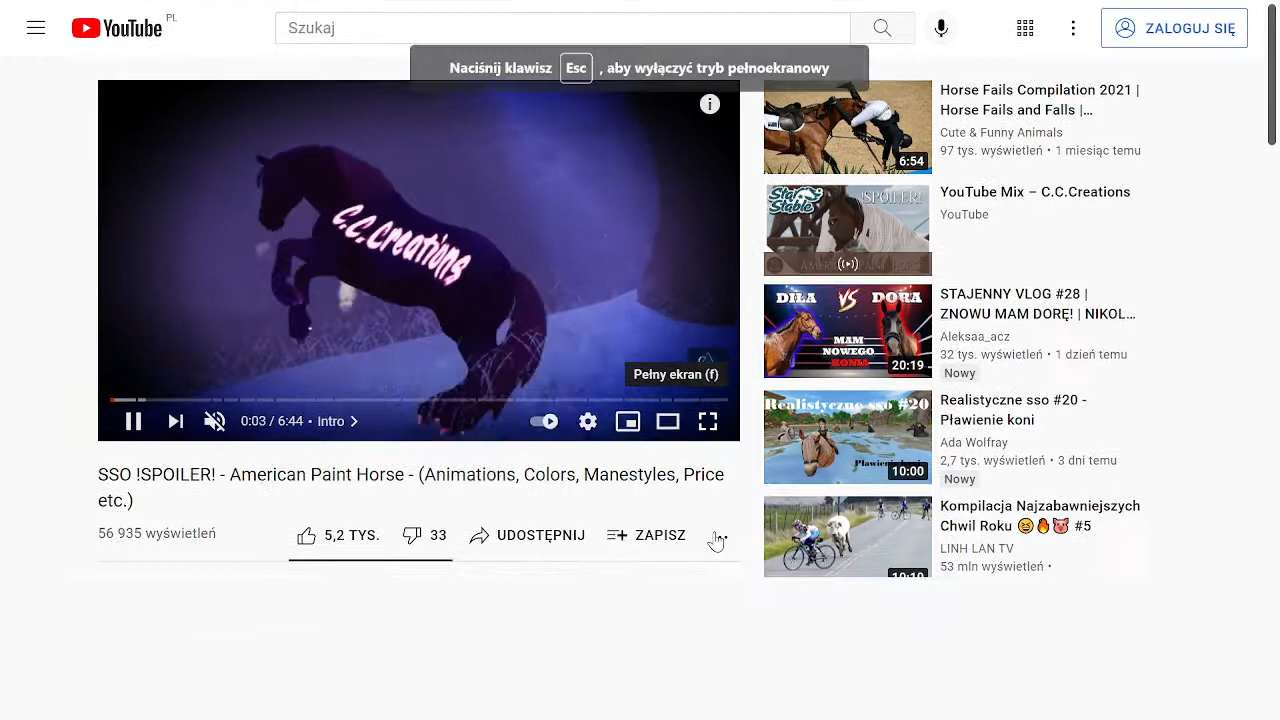 YouTube PL
Szukaj
ZALOGUJ SIĘ
Naciśnij klawisz Esc , aby wyłączyć tryb pełnoekranowy
C.C.Creations
Pełny ekran (f)
0:03 / 6:44 • Intro
SSO !SPOILER! - American Paint Horse - (Animations, Colors, Manestyles, Price
etc.)
56 935 wyświetleń
5,2 TYS.
33
UDOSTĘPNIJ
ZAPISZ
6:54
Horse Fails Compilation 2021 |
Horse Fails and Falls |…
Cute & Funny Animals
97 tys. wyświetleń • 1 miesiąc temu
Star
Stable
!SPOILER!
YouTube Mix – C.C.Creations
YouTube
DILA VS DORA
MAM
NOWEGO
KONIA
20:19
STAJENNY VLOG #28 |
ZNOWU MAM DORĘ! | NIKOL…
Aleksaa_acz
32 tys. wyświetleń • 1 dzień temu
Nowy
Realistyczne sso #20
Pławienie koni
10:00
Realistyczne sso #20 -
Pławienie koni
Ada Wolfray
2,7 tys. wyświetleń • 3 dni temu
Nowy
10:10
Kompilacja Najzabawniejszych
Chwil Roku 😆🔥🐷 #5
LINH LAN TV
53 mln wyświetleń •